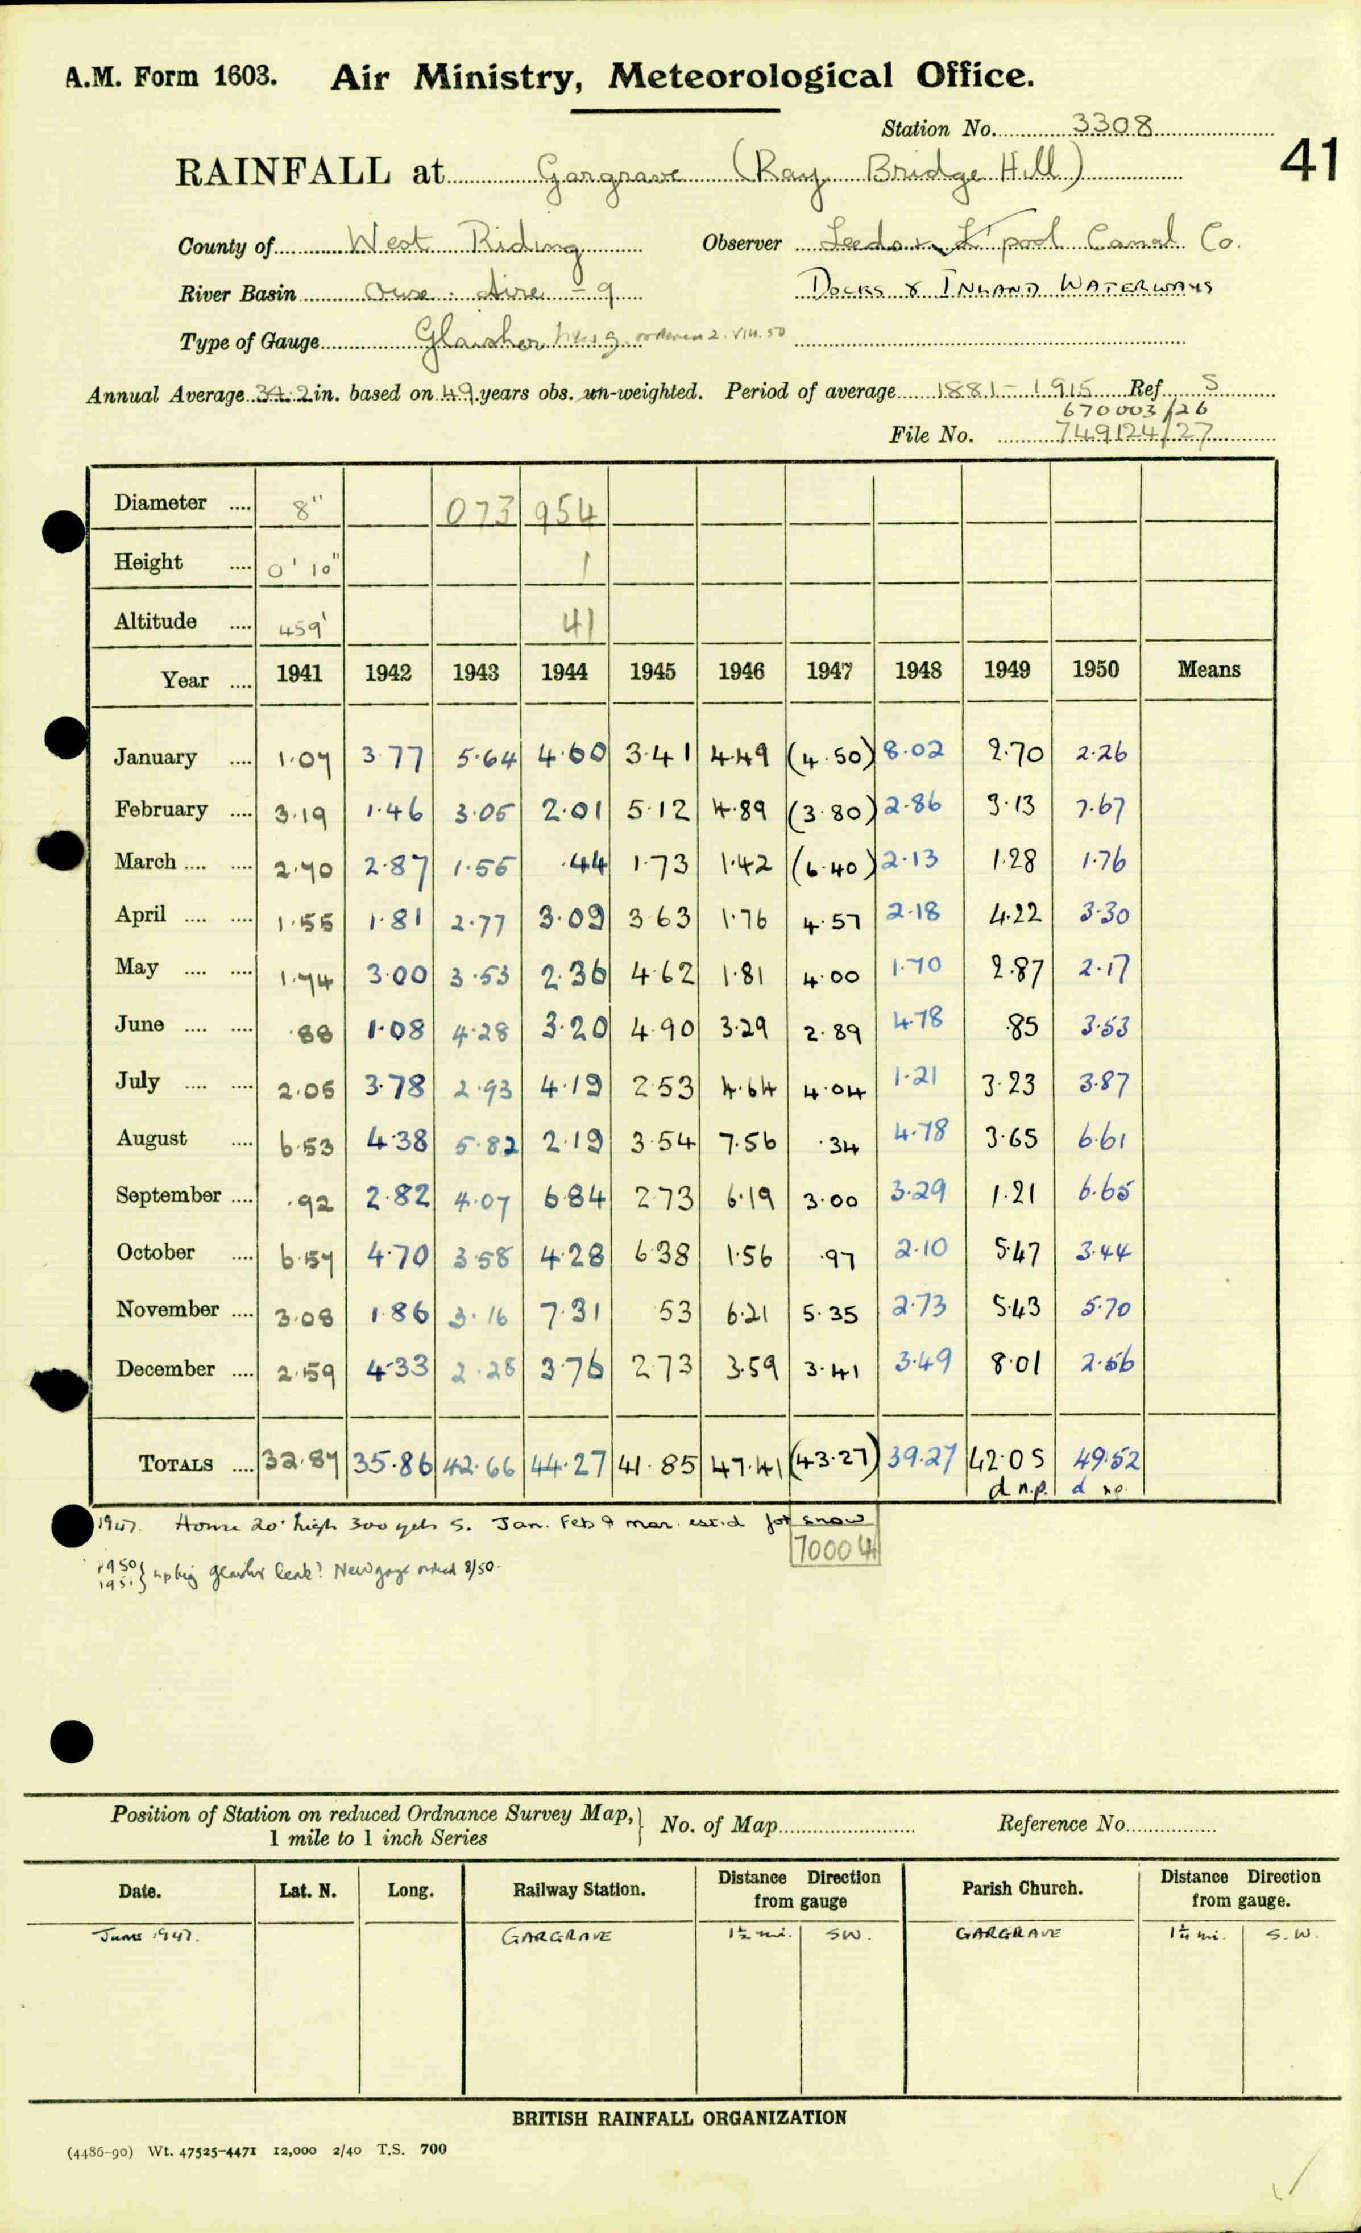 A.M. Form 1603. Air Ministry, Meteorological Office.
Station No. 3308
41
RAINFALL at Gargrave (Ray Bridge Hill)
County of West Riding Observer Leeds & L'pool Canal Co.
River Basin Ouse. Aire - 9 DOCKS & INLAND WATERWAYS
Type of Gauge Glaisher 2.VIII.50
Annual Average 34.2 in. based on 49 years obs. un-weighted. Period of average 1881-1915 Ref S
670003/26
File No. 749124/27
Diameter .... 8" 073 954
Height .... 0' 10" 1
Altitude .... 459' 41
Year .... 1941 1942 1943 1944 1945 1946 1947 1948 1949 1950 Means
January .... 1.07 3.77 5.64 4.60 3.41 4.49 (4.50) 8.02 2.70 2.26
February .... 3.19 1.46 3.05 2.01 5.12 4.89 (3.80) 2.86 3.13 7.67
March .... .... 2.70 2.87 1.55 .44 1.73 1.42 (6.40) 2.13 1.28 1.76
April .... .... 1.55 1.81 2.77 3.09 3.63 1.76 4.57 2.18 4.22 3.30
May .... .... 1.74 3.00 3.53 2.36 4.62 1.81 4.00 1.70 2.87 2.17
June .... .... .88 1.08 4.28 3.20 4.90 3.29 2.89 4.78 .85 3.53
July .... .... 2.05 3.78 2.93 4.19 2.53 4.64 4.04 1.21 3.23 3.87
August .... 6.53 4.38 5.82 2.19 3.54 7.56 .34 4.78 3.65 6.61
September .... .92 2.82 4.07 6.84 2.73 6.19 3.00 3.29 1.21 6.65
October .... 6.57 4.70 3.58 4.28 6.38 1.56 .97 2.10 5.47 3.44
November .... 3.08 1.86 3.16 7.31 53 6.21 5.35 2.73 5.43 5.70
December .... 2.59 4.33 2.28 3.76 2.73 3.59 3.41 3.49 8.01 2.56
TOTALS .... 32.87 35.86 42.66 44.27 41.85 47.41 (43.27) 39.27 42.05 49.52
d n.p. d n.p.
1947. House 20' high 300 yds S. Jan. Feb & Mar. est.d for snow
70004
1950} glaisher leak? New gage ordered 8/50.
1951}
Position of Station on reduced Ordnance Survey Map,} No. of Map Reference No.
1 mile to 1 inch Series
Date. Lat. N. Long. Railway Station. Distance Direction from gauge Parish Church. Distance Direction from gauge.
June 1947. GARGRAVE 1½ mi. SW. GARGRAVE 1¼ mi. S.W.
BRITISH RAINFALL ORGANIZATION
(4486-90) Wt. 47525-4471 12,000 2/40 T.S. 700